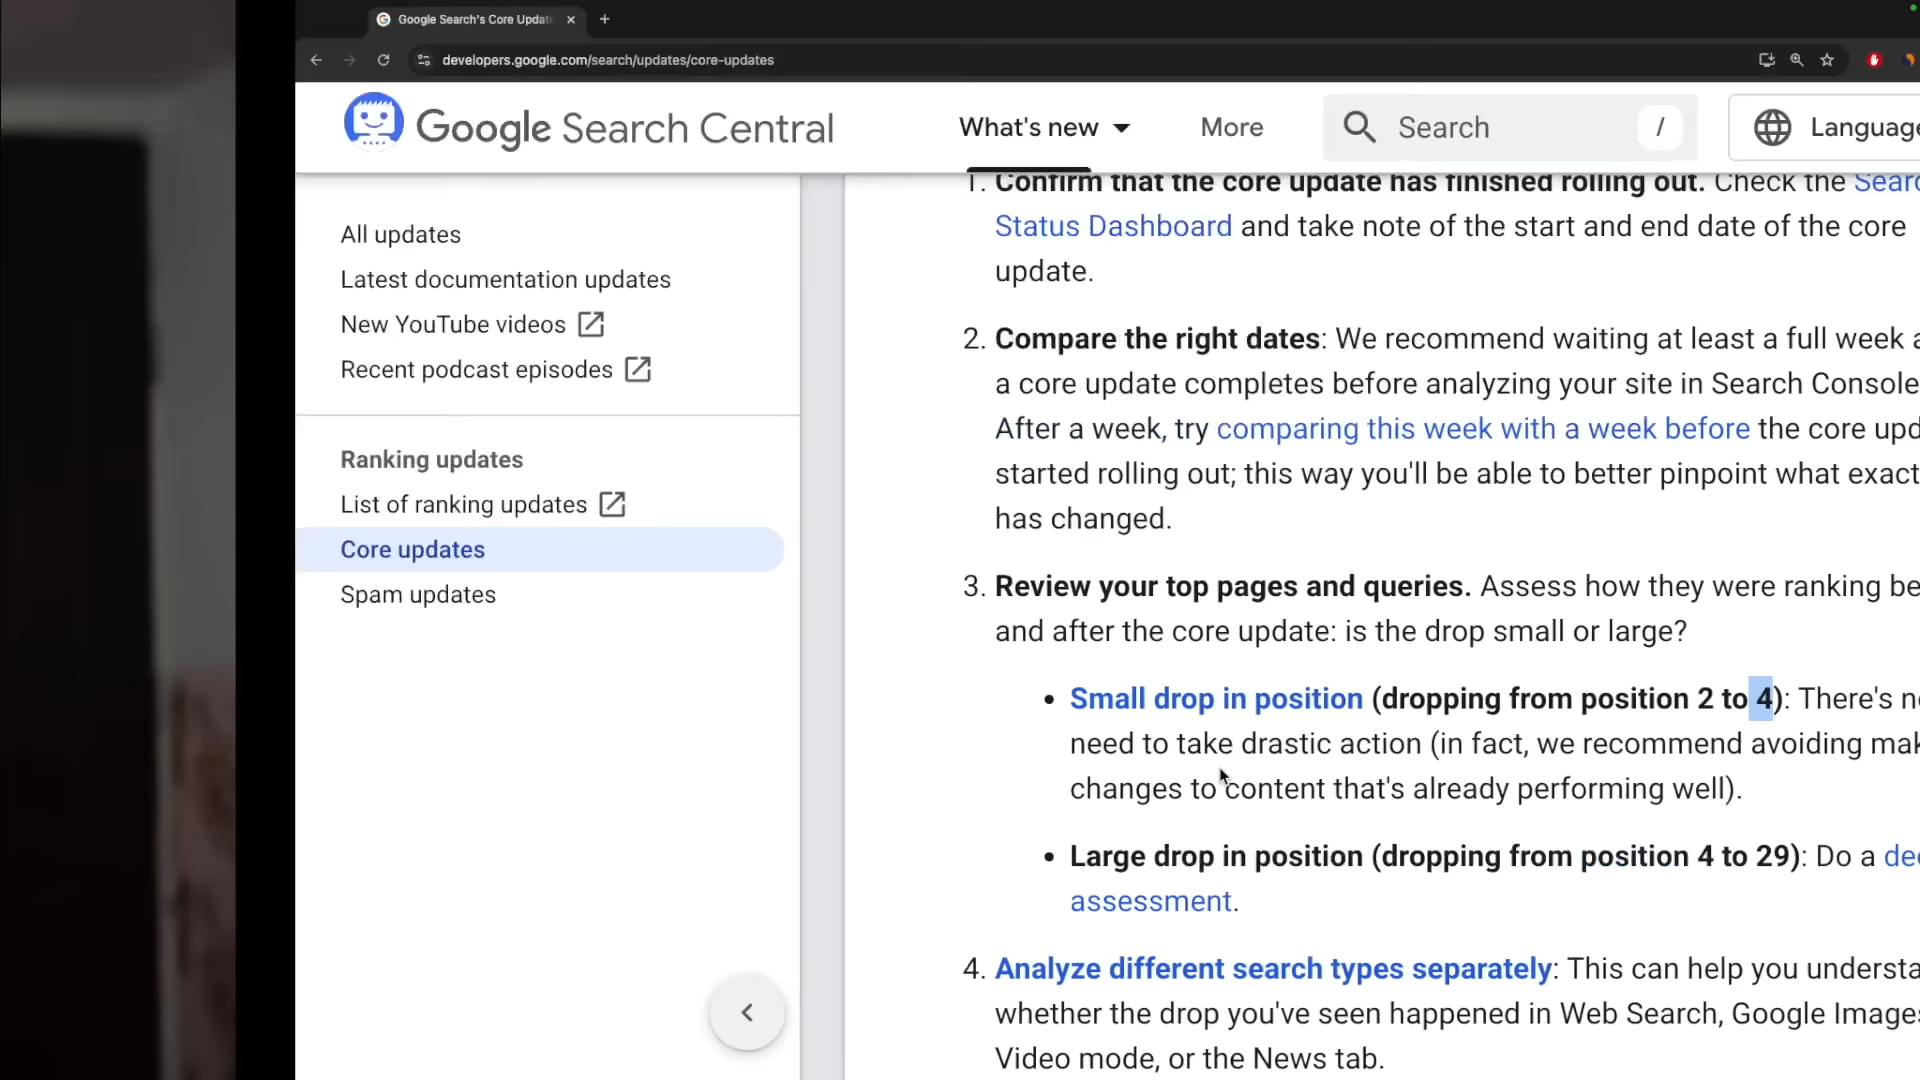 Google Search's Core Updat
developers.google.com/search/updates/core-updates
Google Search Central
What's new
More
Search
/
Language
All updates
Latest documentation updates
New YouTube videos
Recent podcast episodes
Ranking updates
List of ranking updates
Core updates
Spam updates
1. Confirm that the core update has finished rolling out. Check the Searc
Status Dashboard and take note of the start and end date of the core
update.
2. Compare the right dates: We recommend waiting at least a full week a
a core update completes before analyzing your site in Search Console
After a week, try comparing this week with a week before the core upd
started rolling out; this way you'll be able to better pinpoint what exact
has changed.
3. Review your top pages and queries. Assess how they were ranking be
and after the core update: is the drop small or large?
• Small drop in position (dropping from position 2 to 4): There's n
need to take drastic action (in fact, we recommend avoiding mak
changes to content that's already performing well).
• Large drop in position (dropping from position 4 to 29): Do a de
assessment.
4. Analyze different search types separately: This can help you understa
whether the drop you've seen happened in Web Search, Google Images
Video mode, or the News tab.